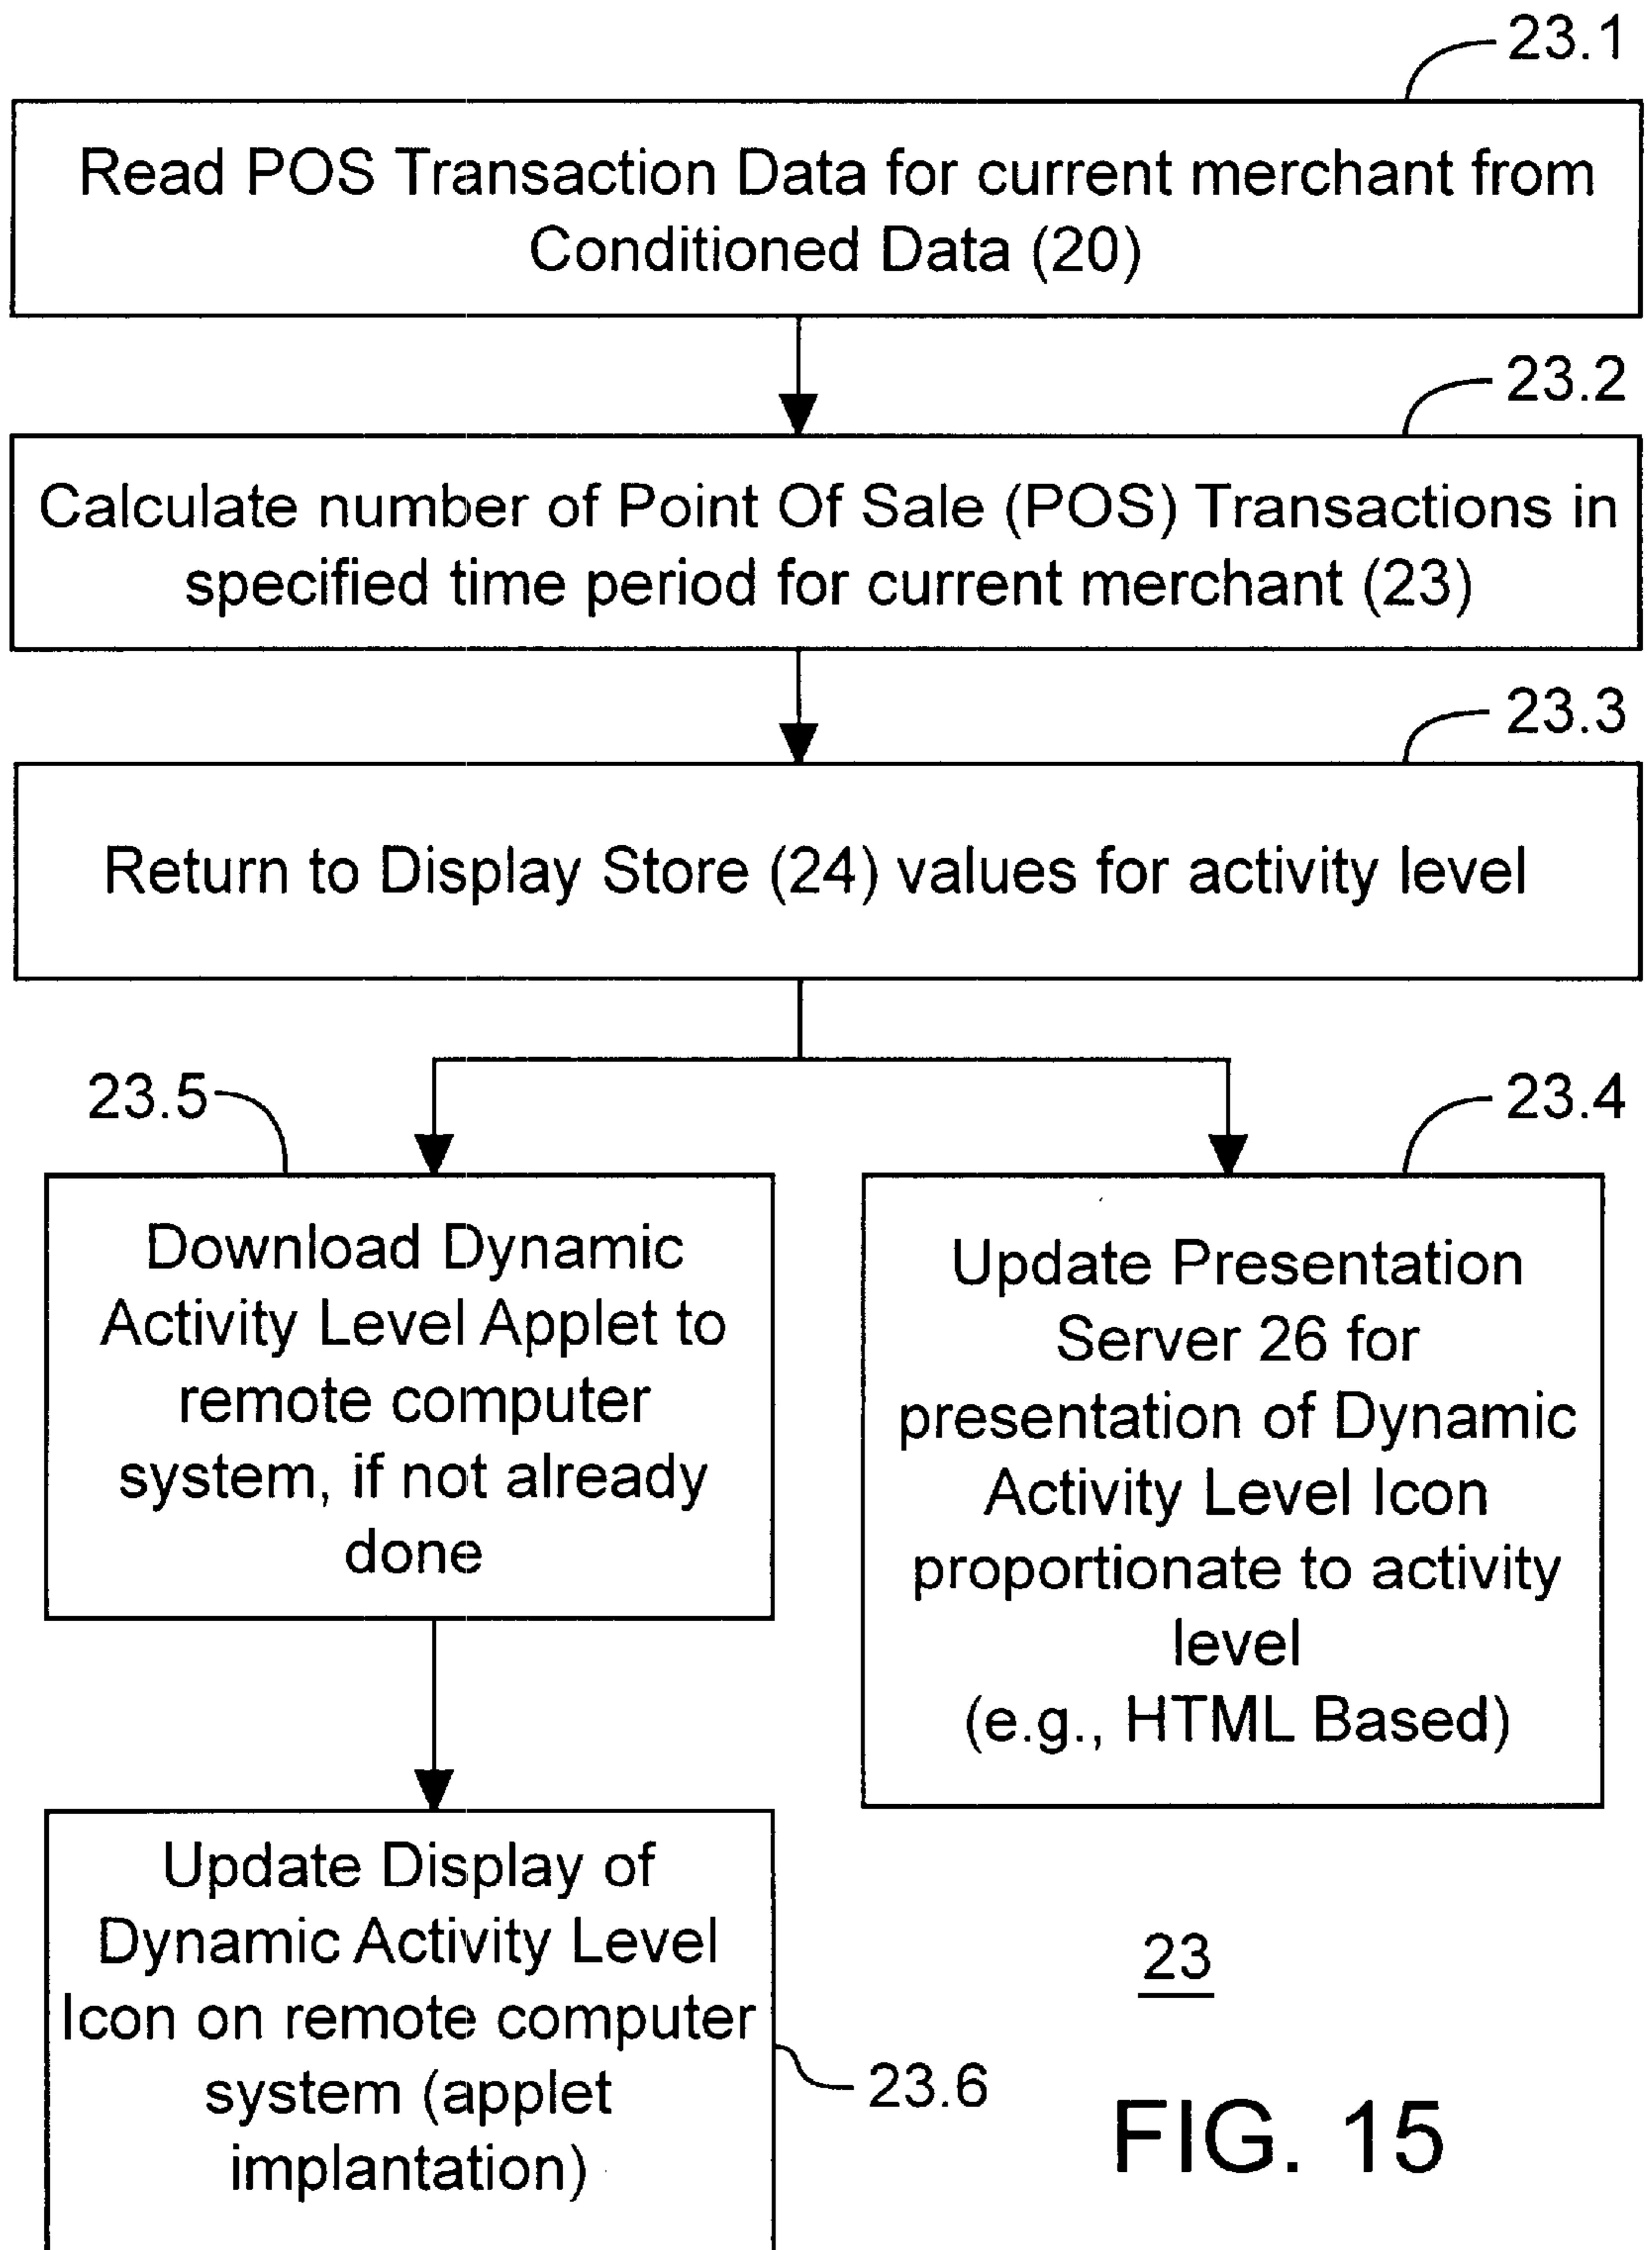 23.1
Read POS Transaction Data for current merchant from
Conditioned Data (20)
23.2
Calculate number of Point Of Sale (POS) Transactions in
specified time period for current merchant (23)
23.3
Return to Display Store (24) values for activity level
23.5
Download Dynamic
Activity Level Applet to
remote computer
system, if not already
done
23.4
Update Presentation
Server 26 for
presentation of Dynamic
Activity Level Icon
proportionate to activity
level
(e.g., HTML Based)
Update Display of
Dynamic Activity Level
Icon on remote computer
system (applet
implantation)
23.6
23
FIG. 15